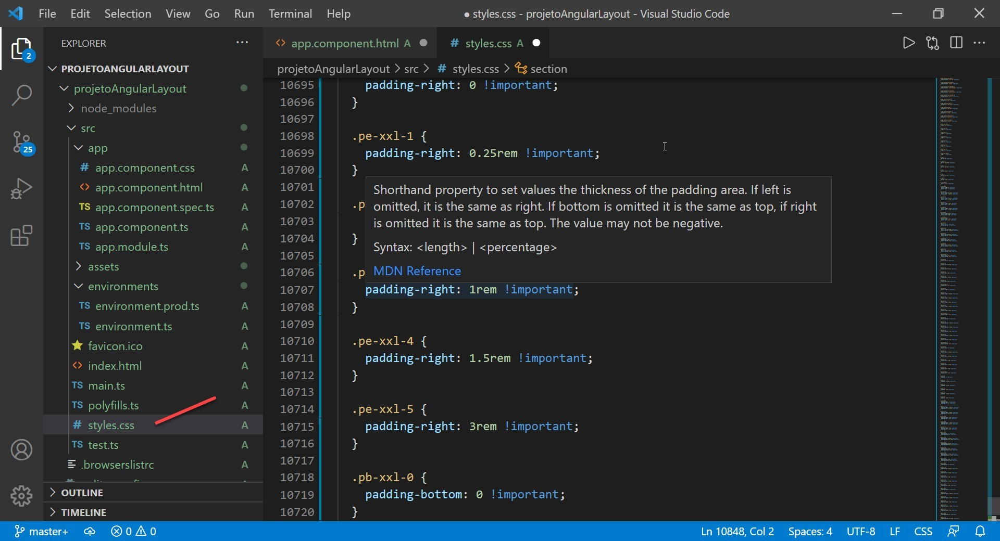 File Edit Selection View Go Run Terminal Help
● styles.css - projetoAngularLayout - Visual Studio Code
EXPLORER
2
25
PROJETOANGULARLAYOUT
projetoAngularLayout
node_modules
src
app
# app.component.css A
<> app.component.html A
TS app.component.spec.ts A
TS app.component.ts A
TS app.module.ts A
assets
environments
TS environment.prod.ts A
TS environment.ts A
favicon.ico A
<> index.html A
TS main.ts A
TS polyfills.ts A
# styles.css A
TS test.ts A
.browserslistrc A
OUTLINE
TIMELINE
<> app.component.html A
# styles.css A
projetoAngularLayout > src > # styles.css > section
10695 padding-right: 0 !important;
10696 }
10697
10698 .pe-xxl-1 {
10699 padding-right: 0.25rem !important;
10700 }
10701
10702 .p
10703
10704 }
10705
10706 .p
Shorthand property to set values the thickness of the padding area. If left is
omitted, it is the same as right. If bottom is omitted it is the same as top, if right
is omitted it is the same as top. The value may not be negative.
Syntax: <length> | <percentage>
MDN Reference
10707 padding-right: 1rem !important;
10708 }
10709
10710 .pe-xxl-4 {
10711 padding-right: 1.5rem !important;
10712 }
10713
10714 .pe-xxl-5 {
10715 padding-right: 3rem !important;
10716 }
10717
10718 .pb-xxl-0 {
10719 padding-bottom: 0 !important;
10720 }
master+ 0 0 Ln 10848, Col 2 Spaces: 4 UTF-8 LF CSS